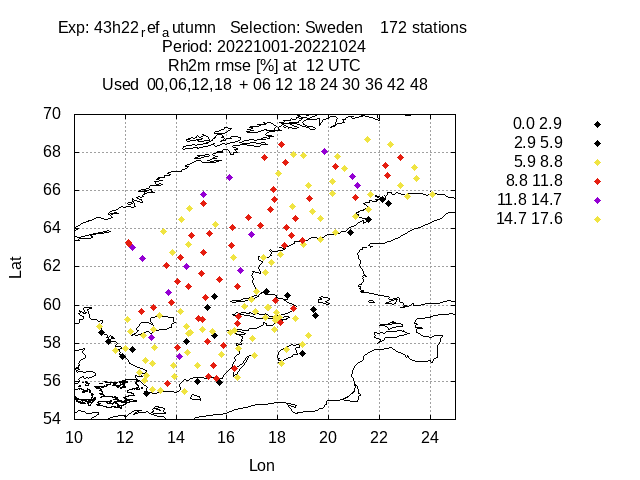 Exp: 43h22ref a utumn Selection: Sweden 172 stations
Period: 20221001-20221024
Rh2m rmse [%] at 12 UTC
Used 00,06,12,18 + 06 12 18 24 30 36 42 48
70
68
66
64
62
60
58
56
54
Lat
10 12 14 16 18 20 22 24
Lon
0.0 2.9
2.9 5.9
5.9 8.8
8.8 11.8
11.8 14.7
14.7 17.6